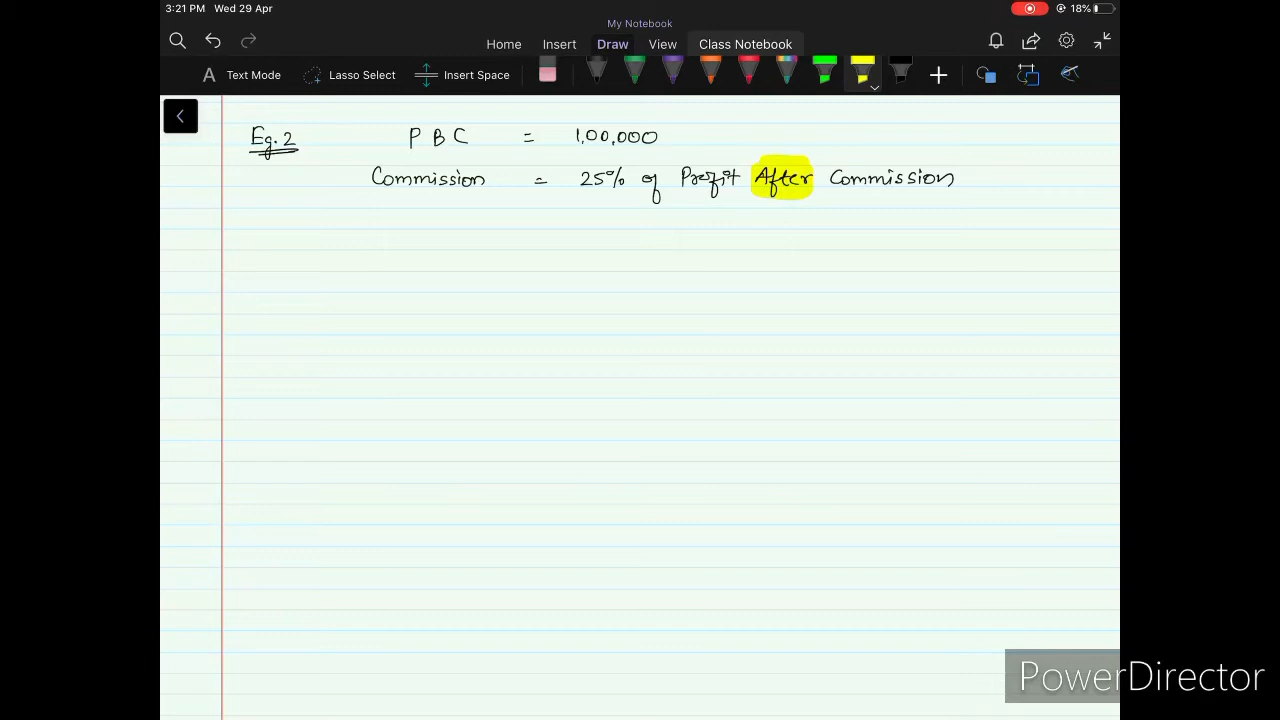 3:21 PM Wed 29 Apr 18%
My Notebook
Home Insert Draw View Class Notebook
A Text Mode Lasso Select Insert Space
Eg. 2 P B C = 1,00,000
Commission = 25% of Profit After Commission
PowerDirector